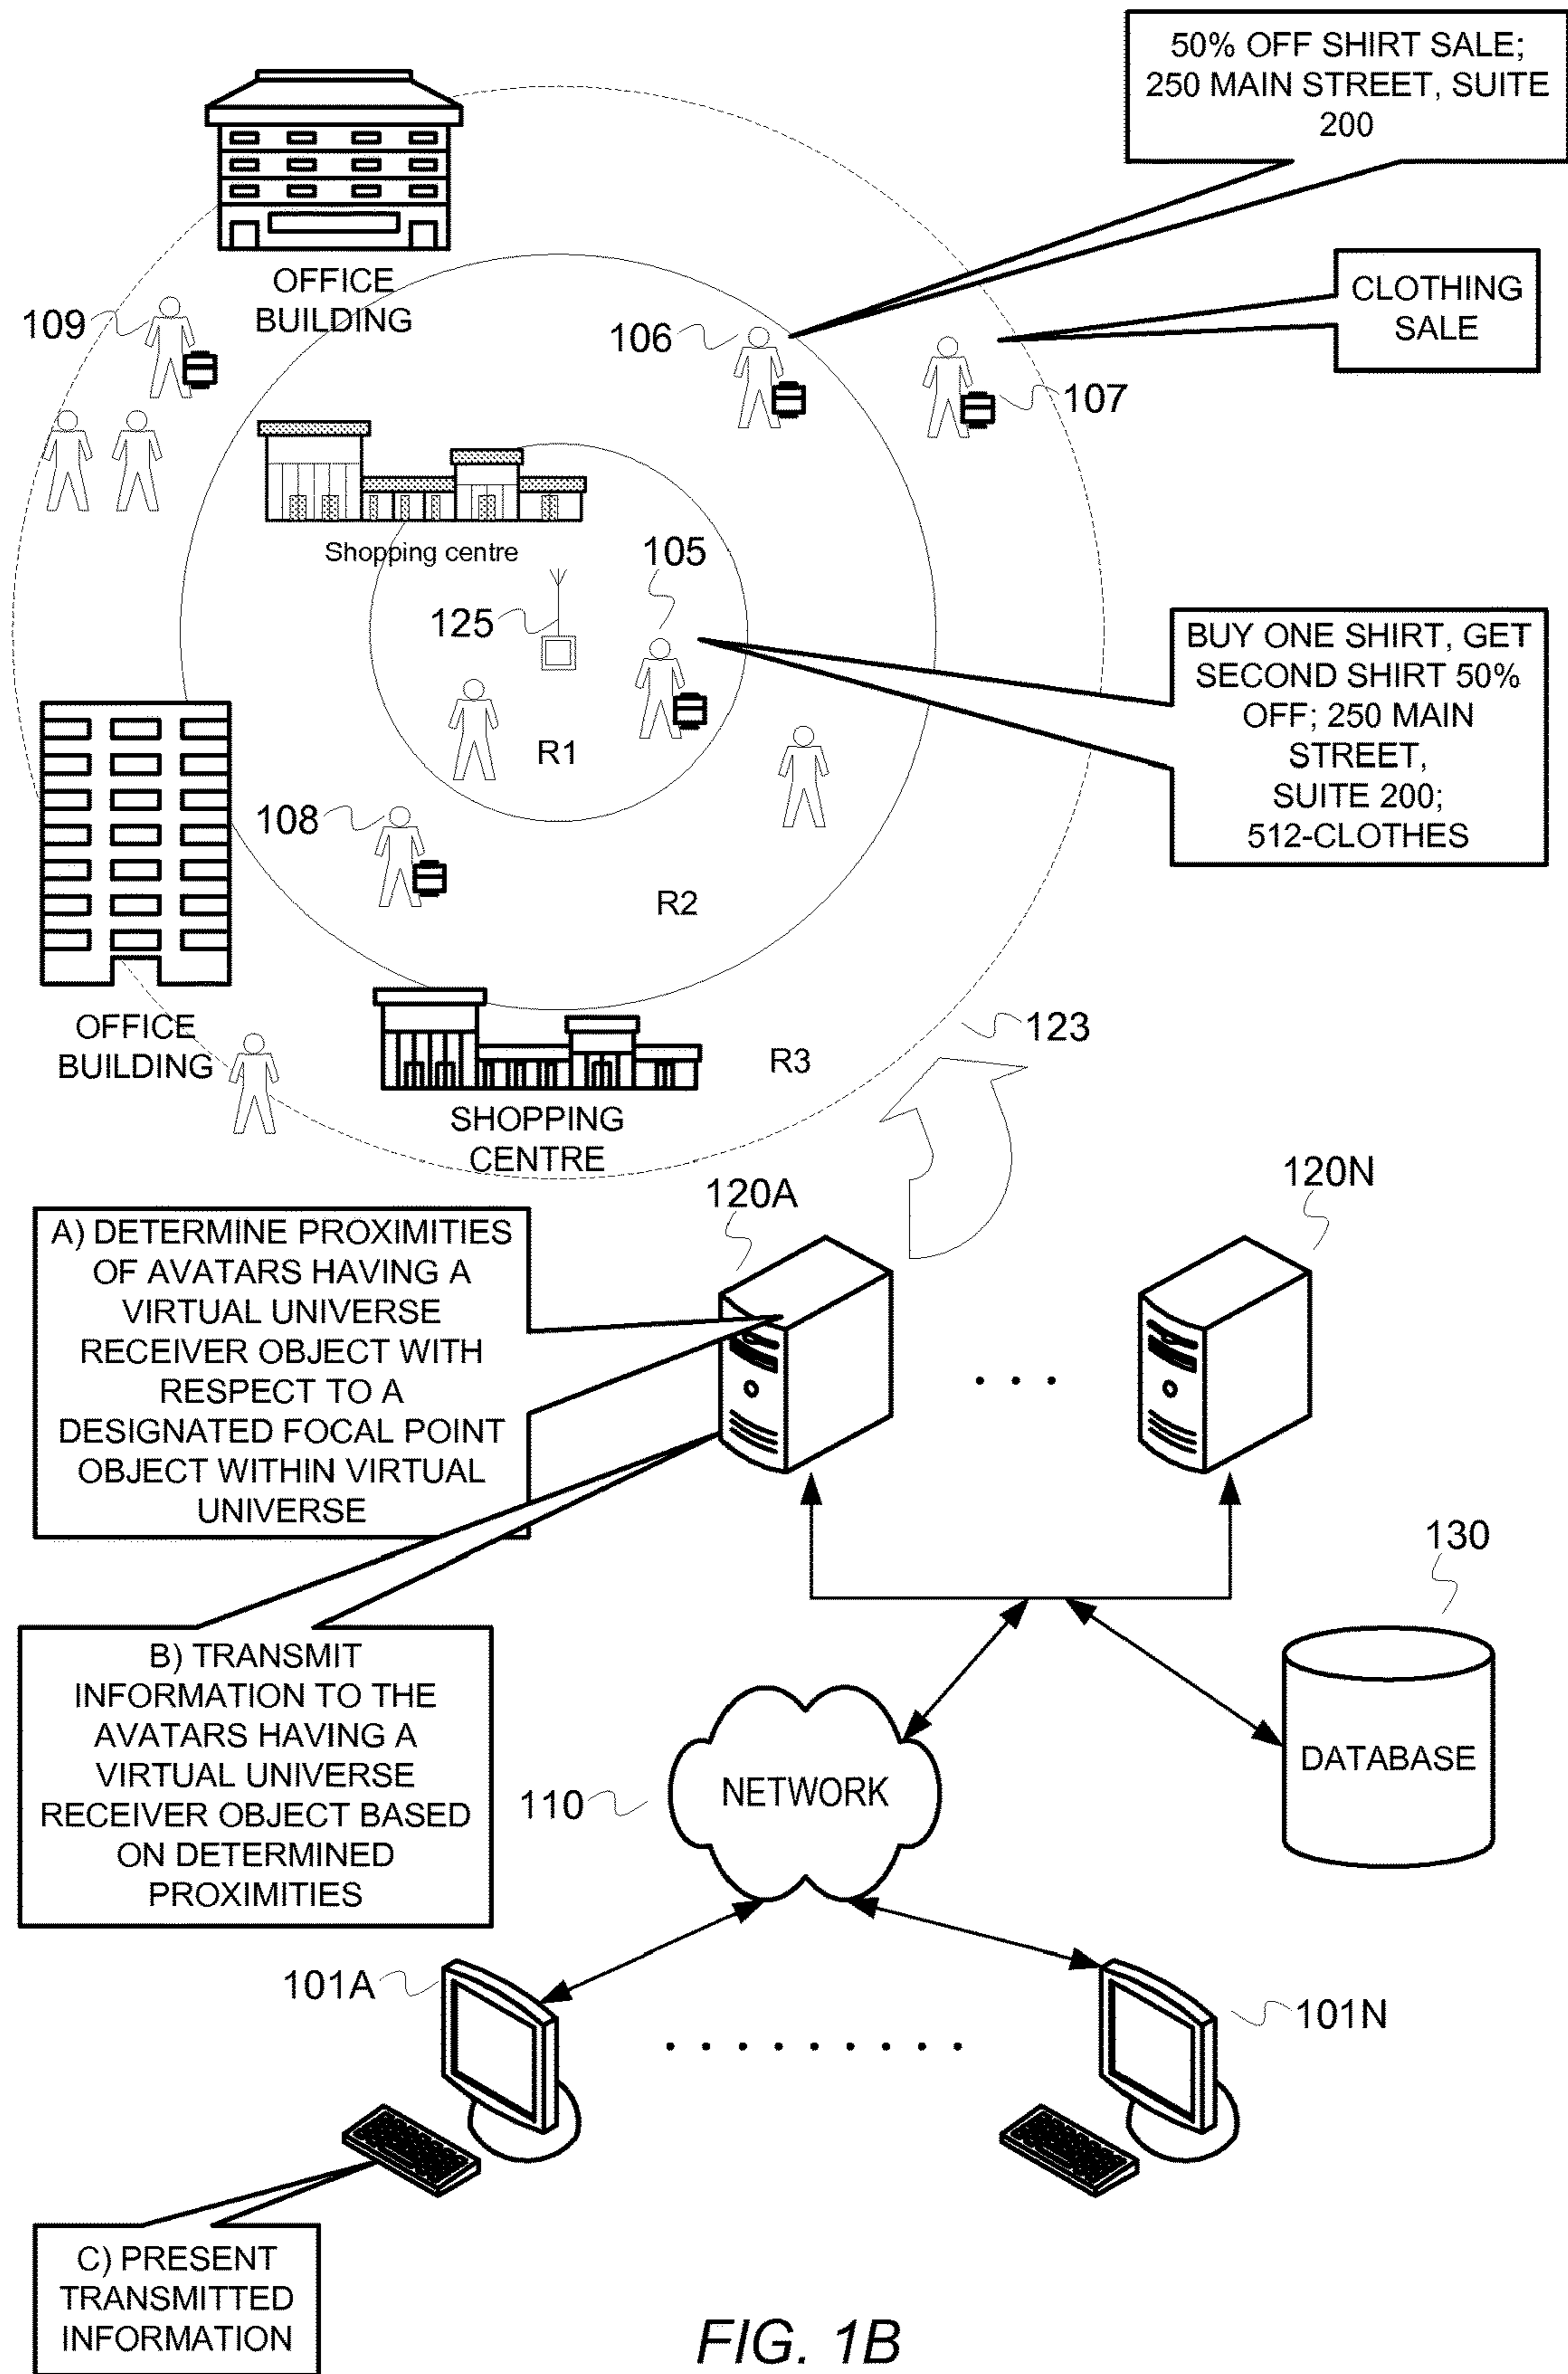 50% OFF SHIRT SALE;
250 MAIN STREET, SUITE
200
OFFICE
BUILDING
109
106
CLOTHING
SALE
107
Shopping centre
105
125
BUY ONE SHIRT, GET
SECOND SHIRT 50%
OFF; 250 MAIN
STREET,
SUITE 200;
512-CLOTHES
R1
108
R2
OFFICE
BUILDING
123
R3
SHOPPING
CENTRE
120A
120N
A) DETERMINE PROXIMITIES
OF AVATARS HAVING A
VIRTUAL UNIVERSE
RECEIVER OBJECT WITH
RESPECT TO A
DESIGNATED FOCAL POINT
OBJECT WITHIN VIRTUAL
UNIVERSE
130
B) TRANSMIT
INFORMATION TO THE
AVATARS HAVING A
VIRTUAL UNIVERSE
RECEIVER OBJECT BASED
ON DETERMINED
PROXIMITIES
110
NETWORK
DATABASE
101A
101N
C) PRESENT
TRANSMITTED
INFORMATION
FIG. 1B